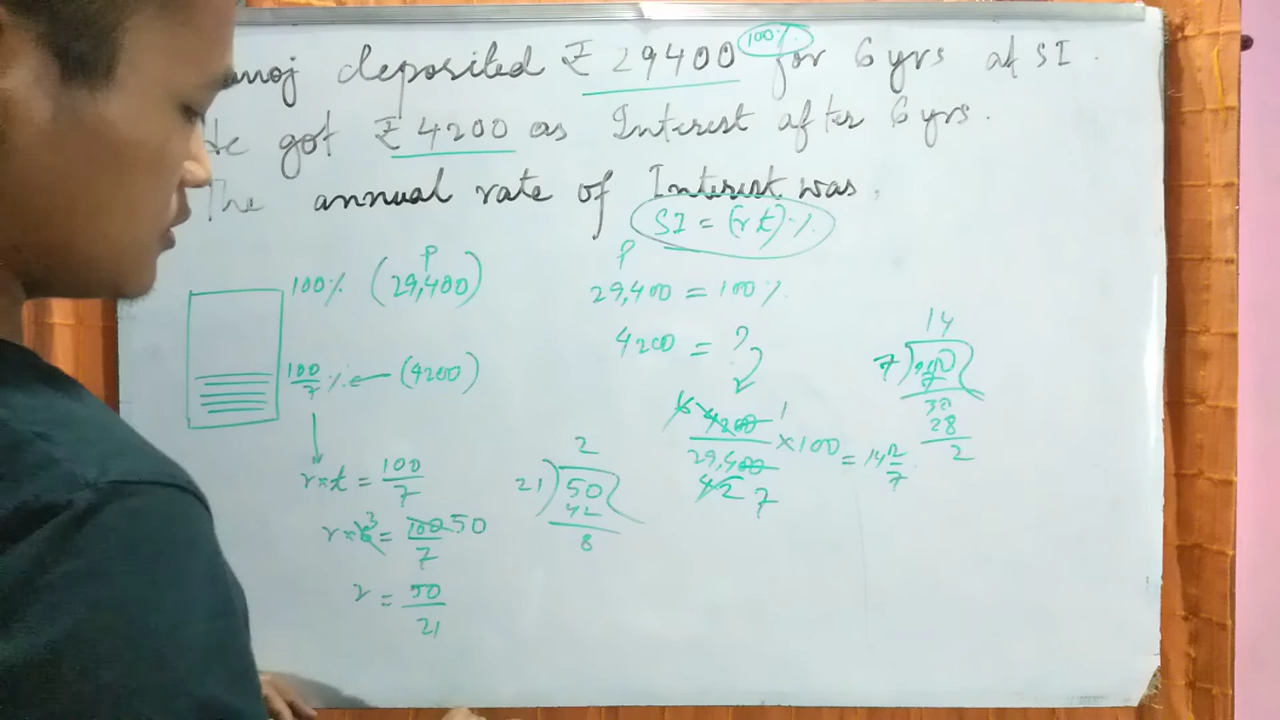 anoj deposited ₹ 29400 100% for 6 yrs at SI.
He got ₹ 4200 as Interest after 6 yrs.
The annual rate of Interest was.
SI = (r t) %
100% (29,400) P
100/7 % ← (4200)
r×t = 100/7
r×6 3 = 100 50 / 7
r = 50/21
2
21)50(
42
8
P
29,400 = 100%.
4200 = ?
4200 1 / 29,400 × 100 = 14 2/7
42 7
14
7
30
28
2